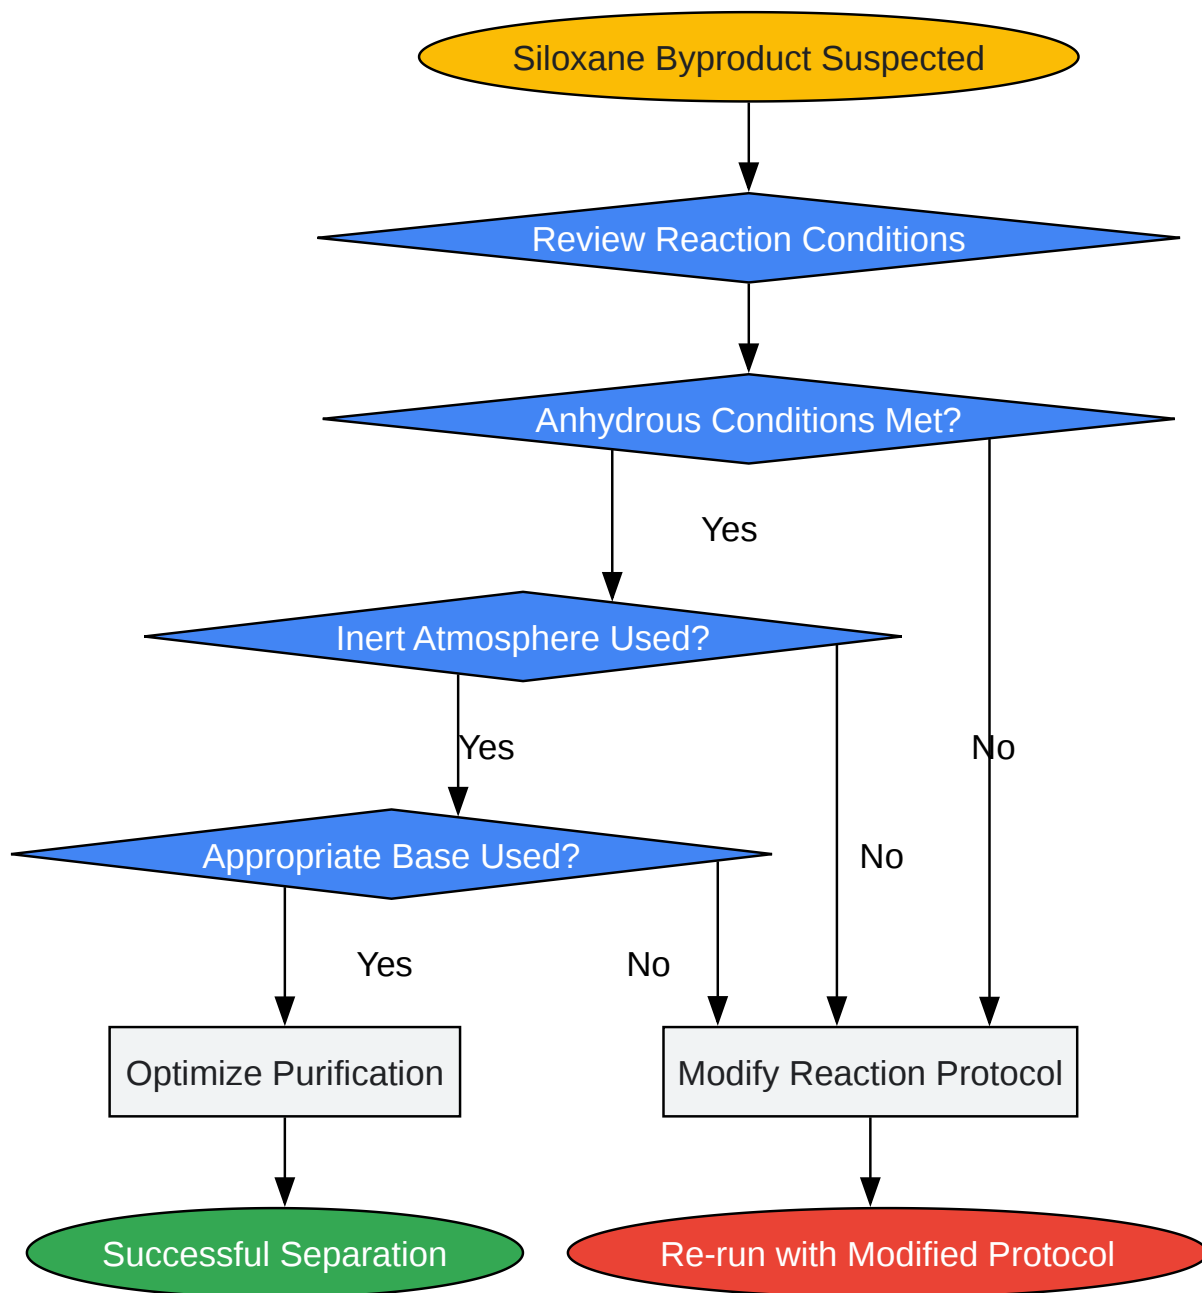 Siloxane Byproduct Suspected
Review Reaction Conditions
Anhydrous Conditions Met?
Yes
Inert Atmosphere Used?
Yes
No
Appropriate Base Used?
No
Yes
No
Optimize Purification
Modify Reaction Protocol
Successful Separation
Re-run with Modified Protocol